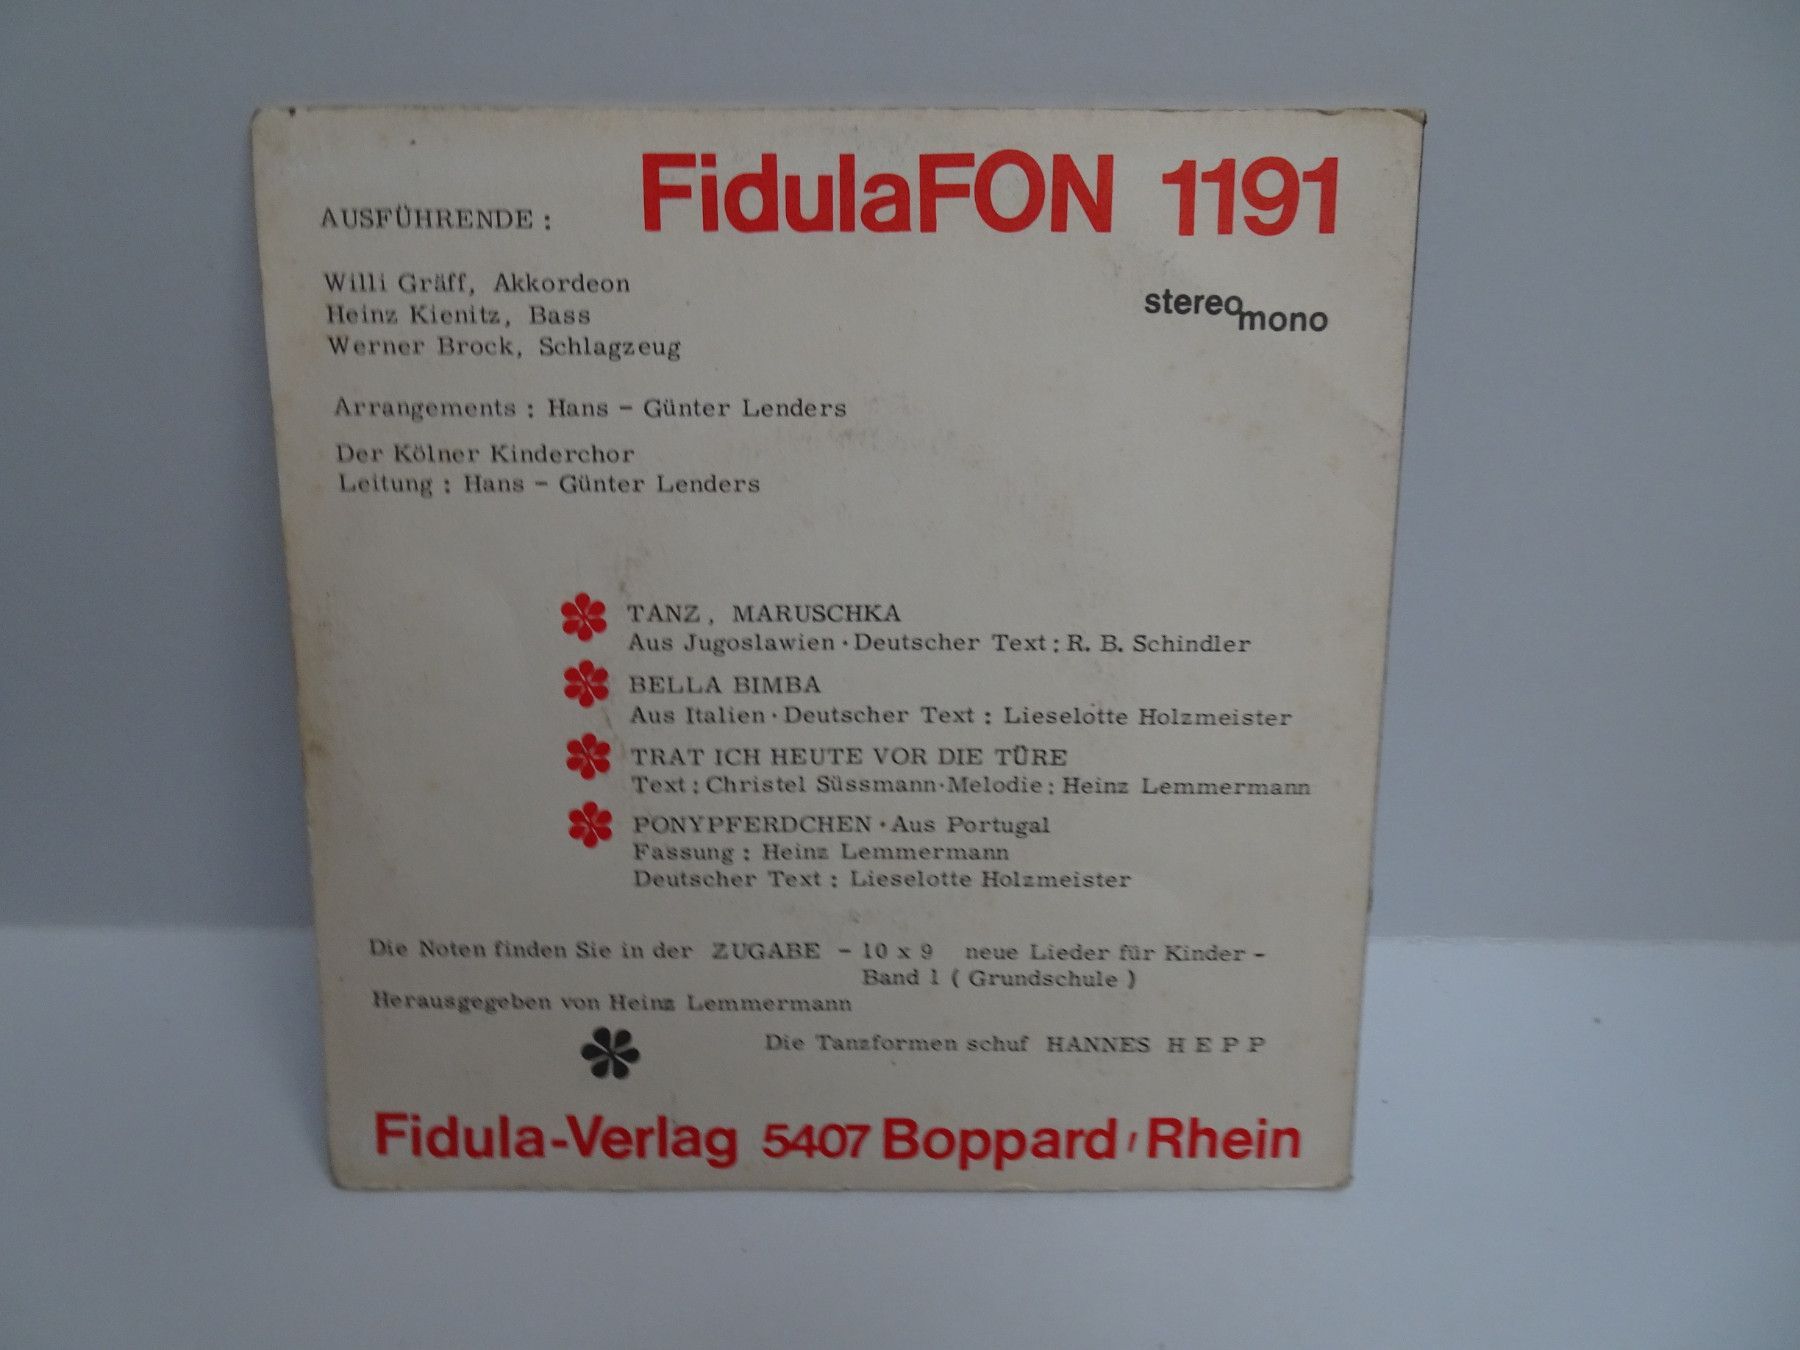 FidulaFON 1191
AUSFÜHRENDE :
stereo mono
Willi Gräff, Akkordeon
Heinz Kienitz, Bass
Werner Brock, Schlagzeug
Arrangements : Hans - Günter Lenders
Der Kölner Kinderchor
Leitung : Hans - Günter Lenders
TANZ, MARUSCHKA
Aus Jugoslawien · Deutscher Text : R. B. Schindler
BELLA BIMBA
Aus Italien · Deutscher Text : Lieselotte Holzmeister
TRAT ICH HEUTE VOR DIE TÜRE
Text : Christel Süssmann · Melodie : Heinz Lemmermann
PONYPFERDCHEN · Aus Portugal
Fassung : Heinz Lemmermann
Deutscher Text : Lieselotte Holzmeister
Die Noten finden Sie in der ZUGABE - 10 x 9 neue Lieder für Kinder -
Band 1 ( Grundschule )
Herausgegeben von Heinz Lemmermann
Die Tanzformen schuf HANNES H E P P
Fidula-Verlag 5407 Boppard / Rhein